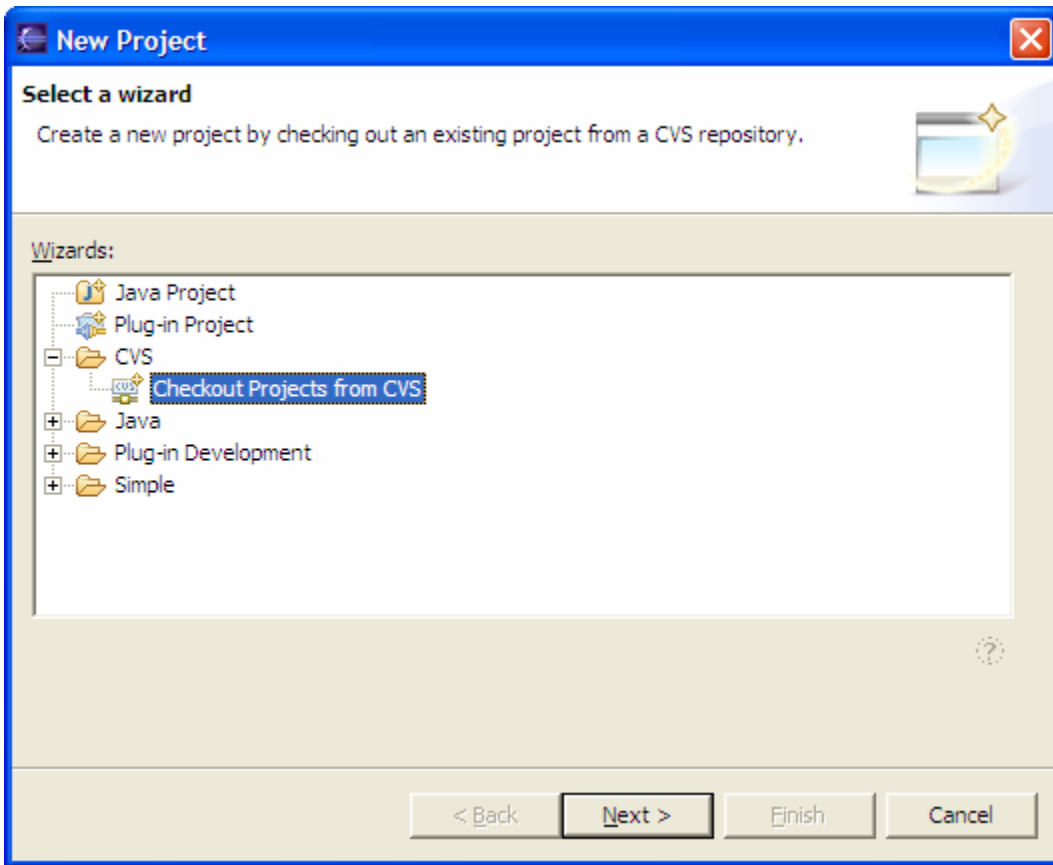 New Project
Select a wizard
Create a new project by checking out an existing project from a CVS repository.
Wizards:
Java Project
Plug-in Project
CVS
Checkout Projects from CVS
Java
Plug-in Development
Simple
< Back Next > Finish Cancel